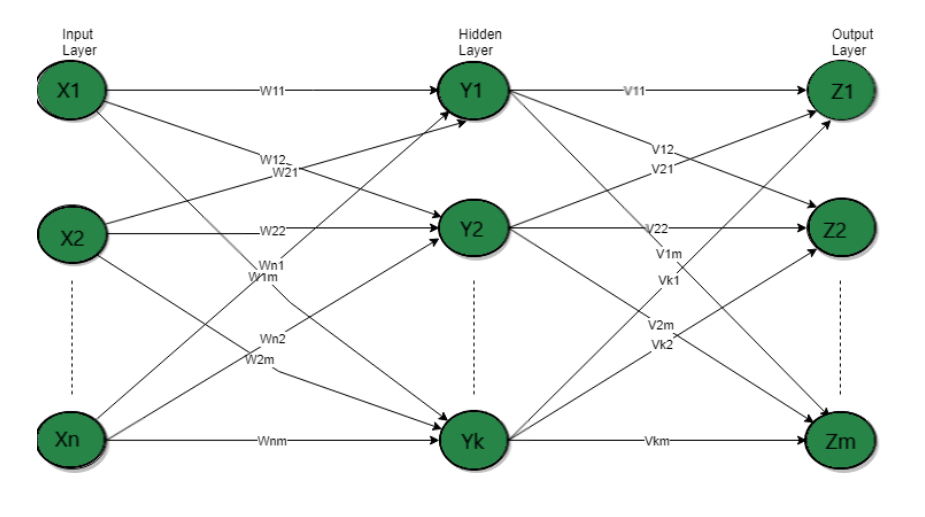 Input
Layer
Hidden
Layer
Output
Layer
X1
W11
Y1
V11
Z1
W12
W21
V12
V21
X2
W22
Y2
V22
Z2
Wn1
W1m
V1m
Vk1
Wn2
W2m
V2m
Vk2
Xn
Wnm
Yk
Vkm
Zm